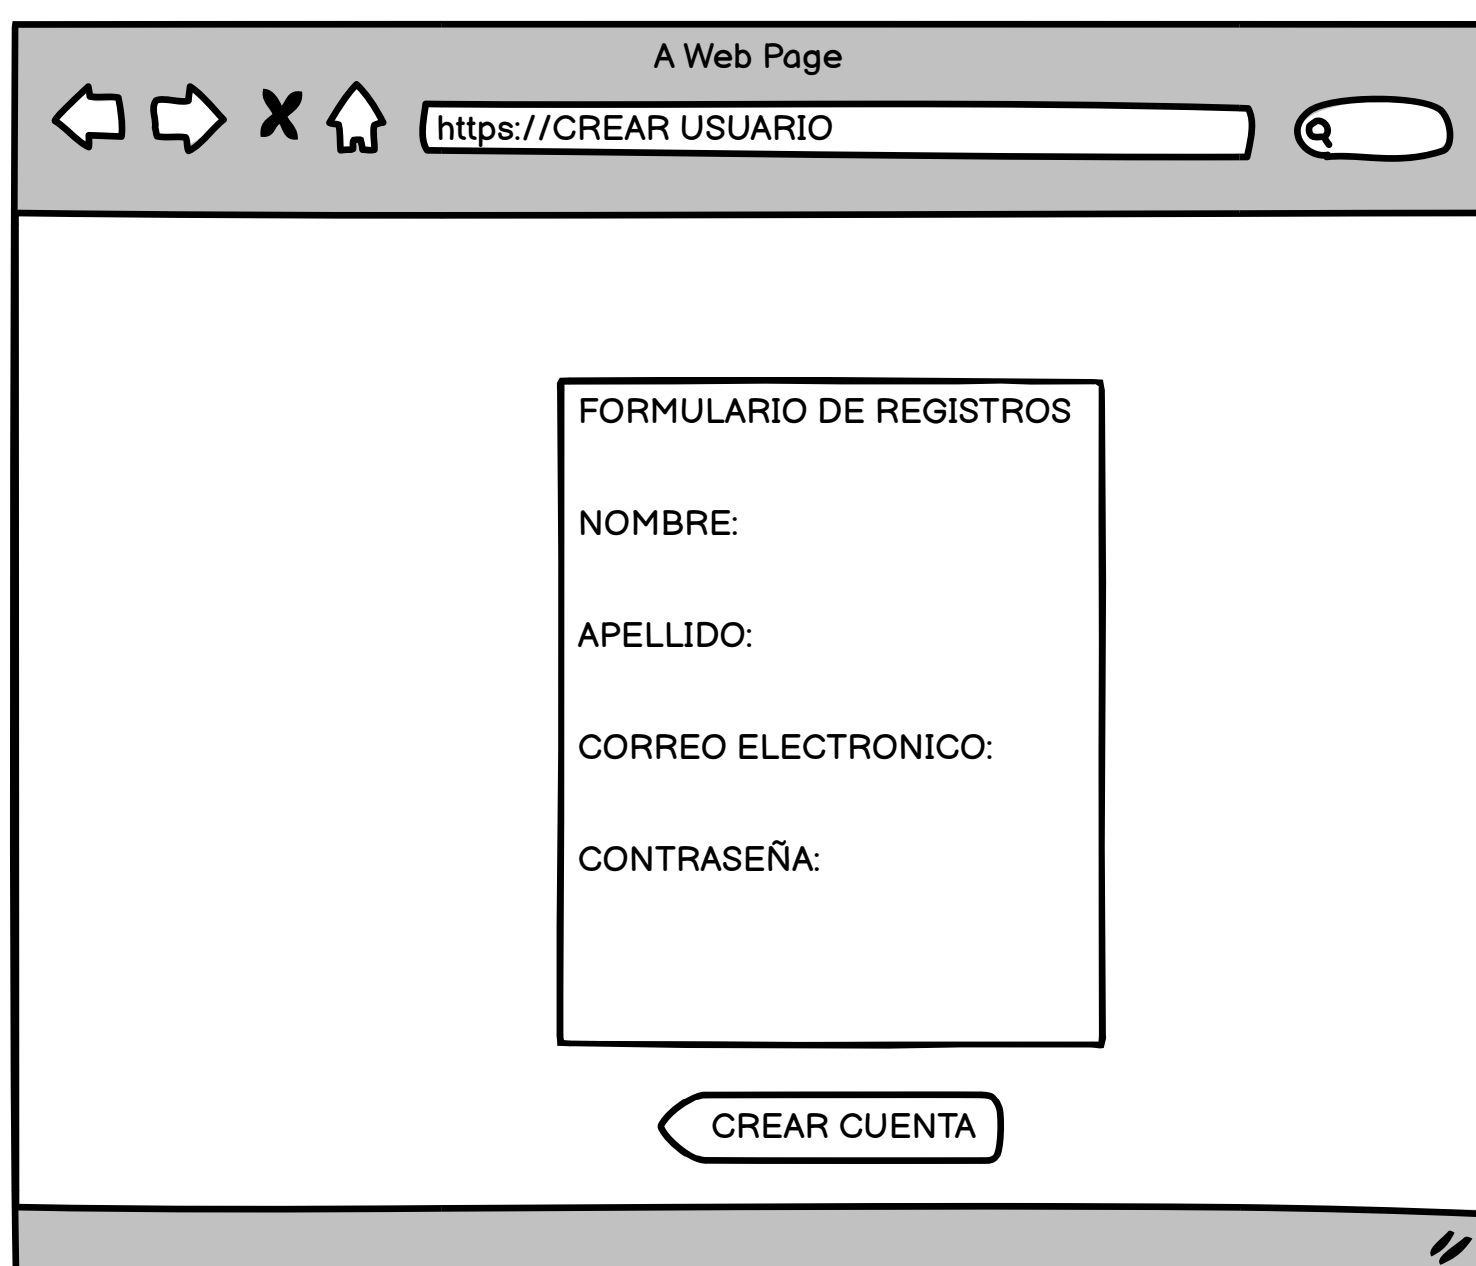 A Web Page
https://CREAR USUARIO
FORMULARIO DE REGISTROS
NOMBRE:
APELLIDO:
CORREO ELECTRONICO:
CONTRASEÑA:
CREAR CUENTA